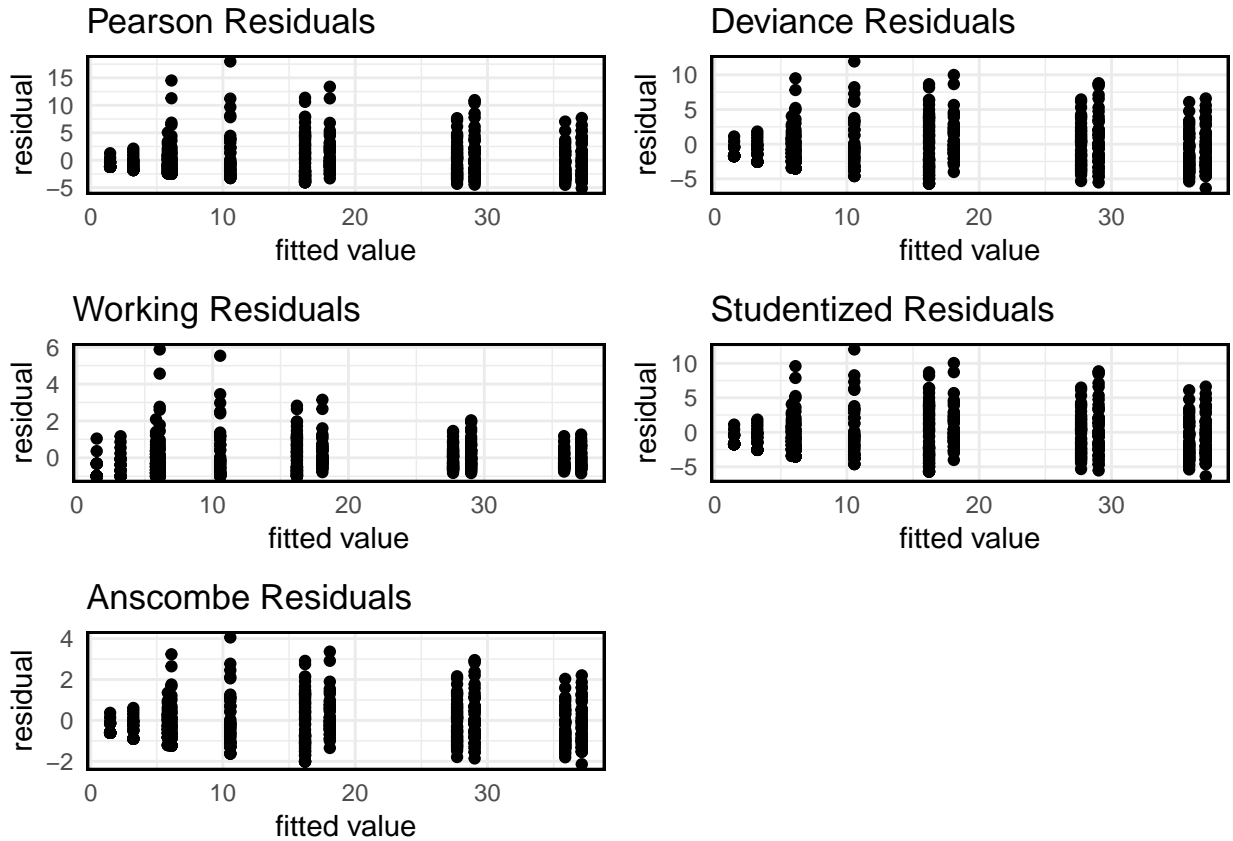 Pearson Residuals
residual
15
10
5
0
−5
0 10 20 30
fitted value
Deviance Residuals
residual
10
5
0
−5
0 10 20 30
fitted value
Working Residuals
residual
6
4
2
0
0 10 20 30
fitted value
Studentized Residuals
residual
10
5
0
−5
0 10 20 30
fitted value
Anscombe Residuals
residual
4
2
0
−2
0 10 20 30
fitted value